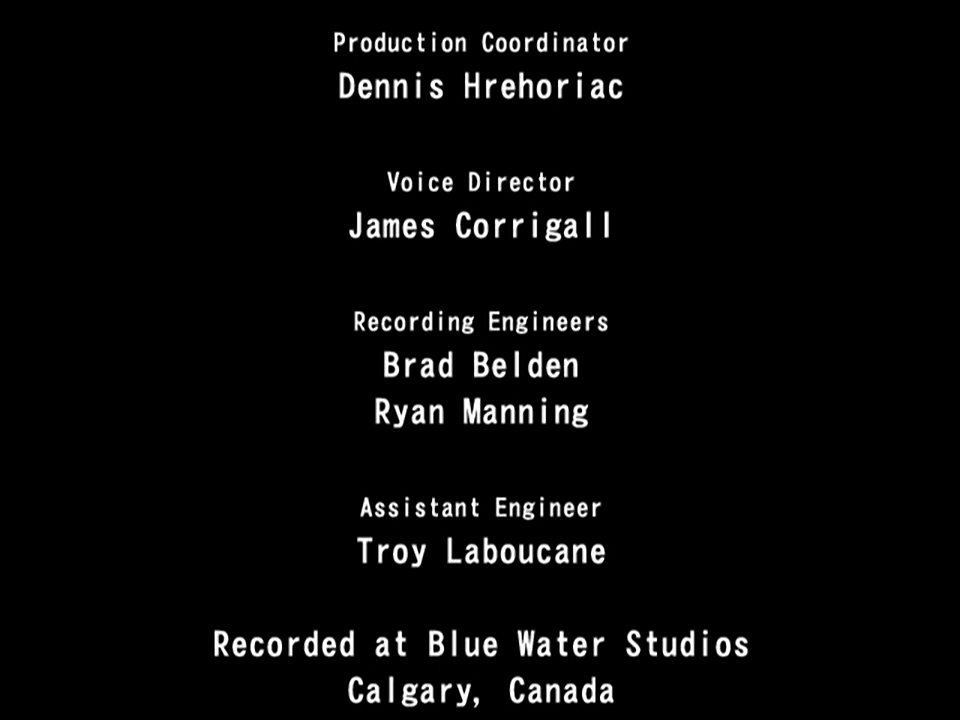 Production Coordinator
Dennis Hrehoriac
Voice Director
James Corrigall
Recording Engineers
Brad Belden
Ryan Manning
Assistant Engineer
Troy Laboucane
Recorded at Blue Water Studios
Calgary, Canada